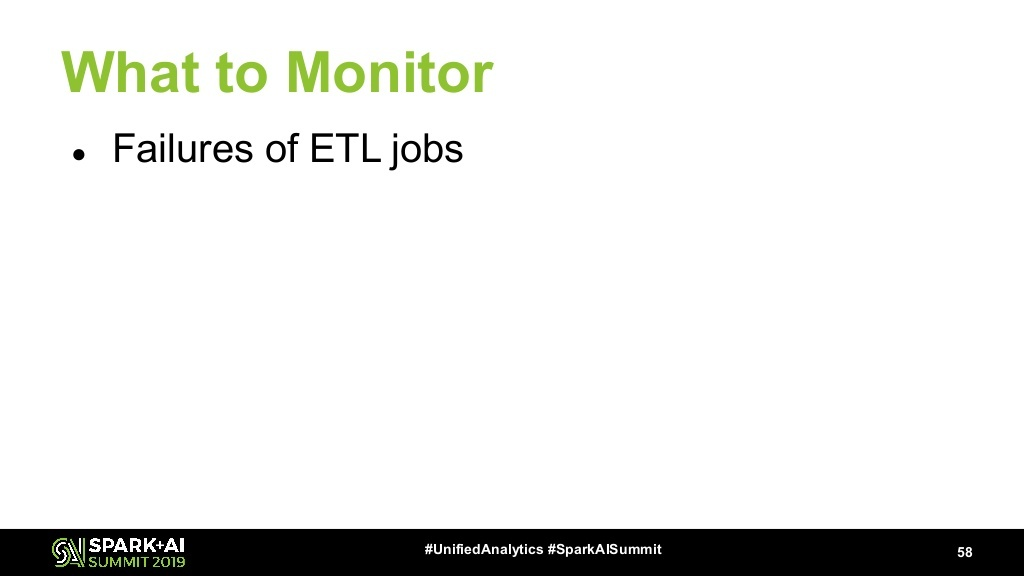 What to Monitor
● Failures of ETL jobs
SPARK+AI
SUMMIT 2019
#UnifiedAnalytics #SparkAISummit
58